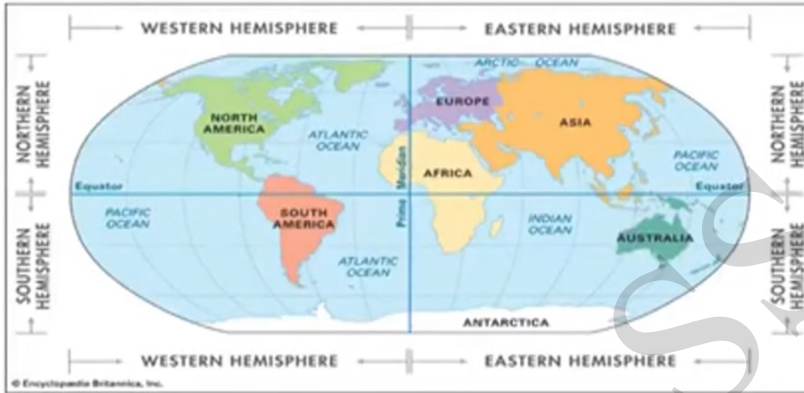 WESTERN HEMISPHERE
EASTERN HEMISPHERE
NORTHERN
HEMISPHERE
ARCTIC OCEAN
NORTHERN
HEMISPHERE
EUROPE
NORTH
AMERICA
ASIA
ATLANTIC
OCEAN
PACIFIC
OCEAN
AFRICA
Prime Meridian
Equator
Equator
PACIFIC
OCEAN
SOUTH
AMERICA
INDIAN
OCEAN
AUSTRALIA
SOUTHERN
HEMISPHERE
ATLANTIC
OCEAN
SOUTHERN
HEMISPHERE
ANTARCTICA
WESTERN HEMISPHERE
EASTERN HEMISPHERE
© Encyclopædia Britannica, Inc.